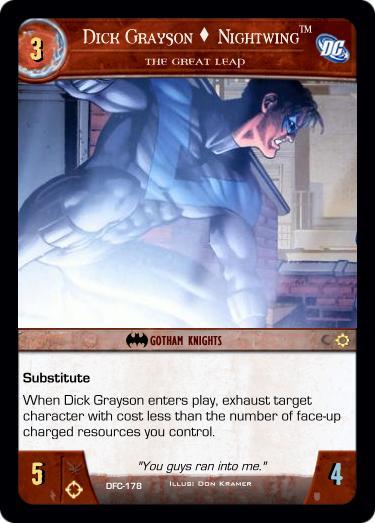 3
DICK GRAYSON ♦ NIGHTWING™
DC
THE GREAT LEAP
GOTHAM KNIGHTS
Substitute
When Dick Grayson enters play, exhaust target
character with cost less than the number of face-up
charged resources you control.
5
"You guys ran into me."
4
DFC-178
ILLUS: DON KRAMER